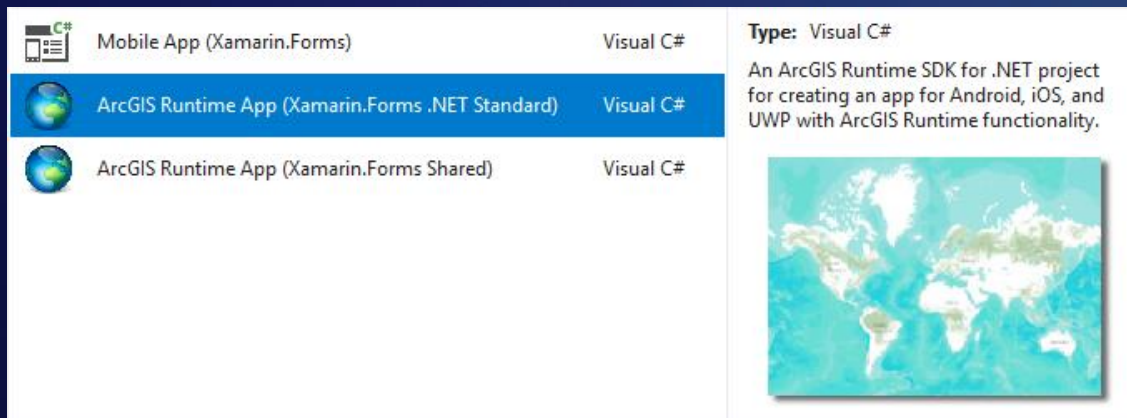 C#
Mobile App (Xamarin.Forms) Visual C#
ArcGIS Runtime App (Xamarin.Forms .NET Standard) Visual C#
ArcGIS Runtime App (Xamarin.Forms Shared) Visual C#
Type: Visual C#
An ArcGIS Runtime SDK for .NET project
for creating an app for Android, iOS, and
UWP with ArcGIS Runtime functionality.